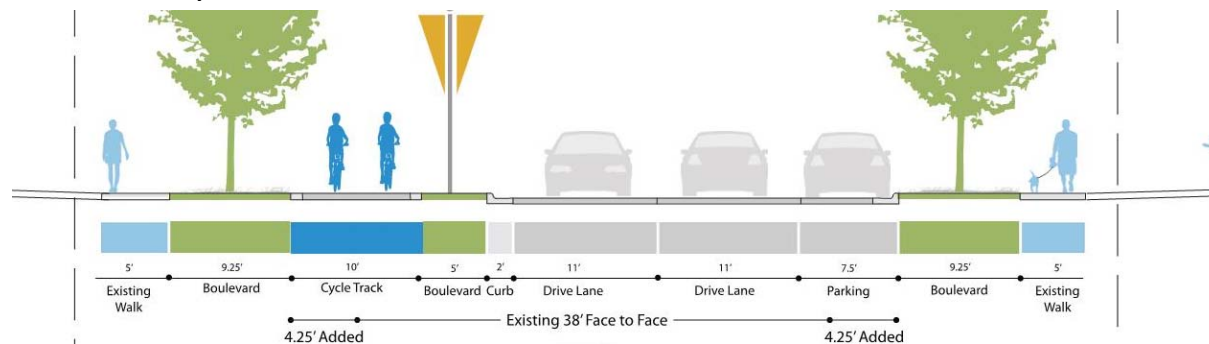 5' 9.25' 10' 5' 2' 11' 11' 7.5' 9.25' 5'
Existing Walk Boulevard Cycle Track Boulevard Curb Drive Lane Drive Lane Parking Boulevard Existing Walk
Existing 38' Face to Face
4.25' Added 4.25' Added